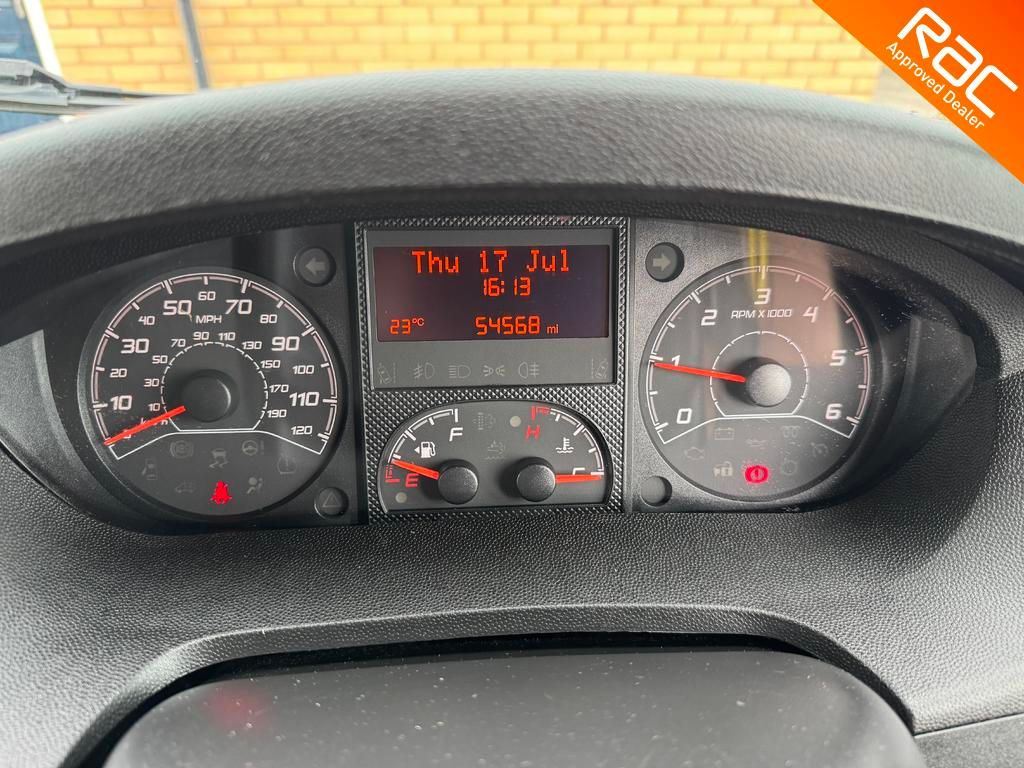 rac
Approved Dealer
Thu 17 Jul
16:13
23°C 54568 mi
10 20 30 40 50 60 70 80 90 100 110 120
MPH
10 30 50 70 90 110 130 150 170 190
km/h
F
E
H
C
0 1 2 3 4 5 6
RPM X 1000